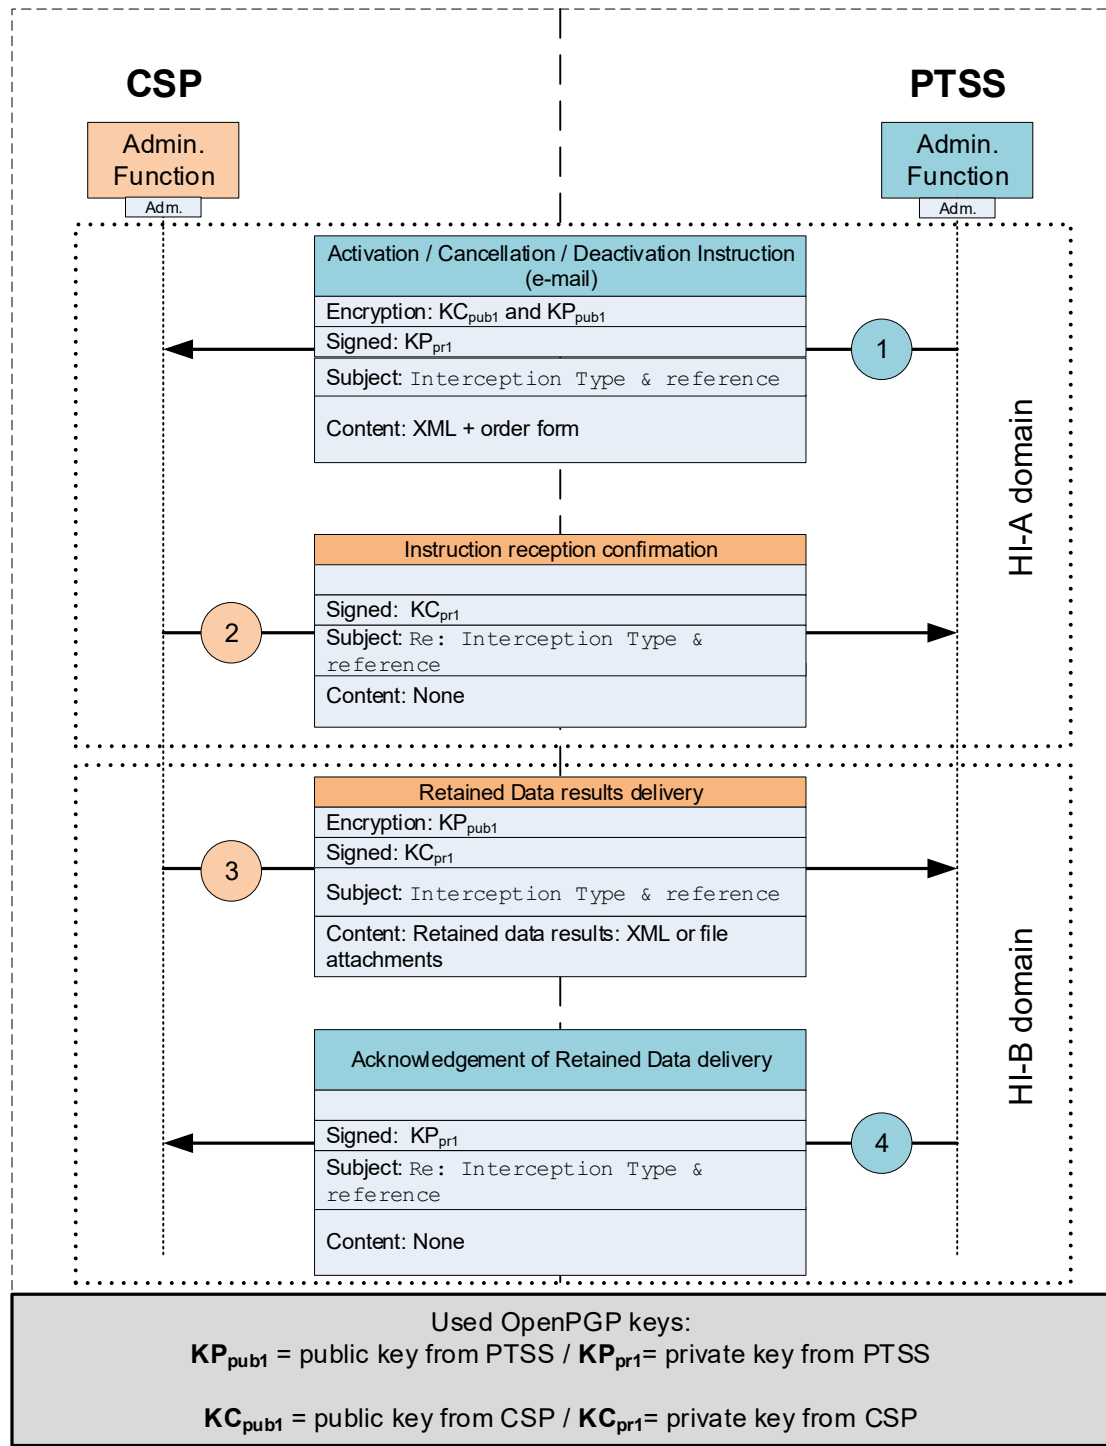 CSP
PTSS
Admin.
Function
Adm.
Admin.
Function
Adm.
Activation / Cancellation / Deactivation Instruction
(e-mail)
Encryption: KCpub1 and KPpub1
Signed: KPpr1
1
Subject: Interception Type & reference
Content: XML + order form
HI-A domain
Instruction reception confirmation
Signed: KCpr1
2
Subject: Re: Interception Type &
reference
Content: None
Retained Data results delivery
Encryption: KPpub1
Signed: KCpr1
3
Subject: Interception Type & reference
Content: Retained data results: XML or file
attachments
HI-B domain
Acknowledgement of Retained Data delivery
Signed: KPpr1
4
Subject: Re: Interception Type &
reference
Content: None
Used OpenPGP keys:
KPpub1 = public key from PTSS / KPpr1= private key from PTSS
KCpub1 = public key from CSP / KCpr1= private key from CSP